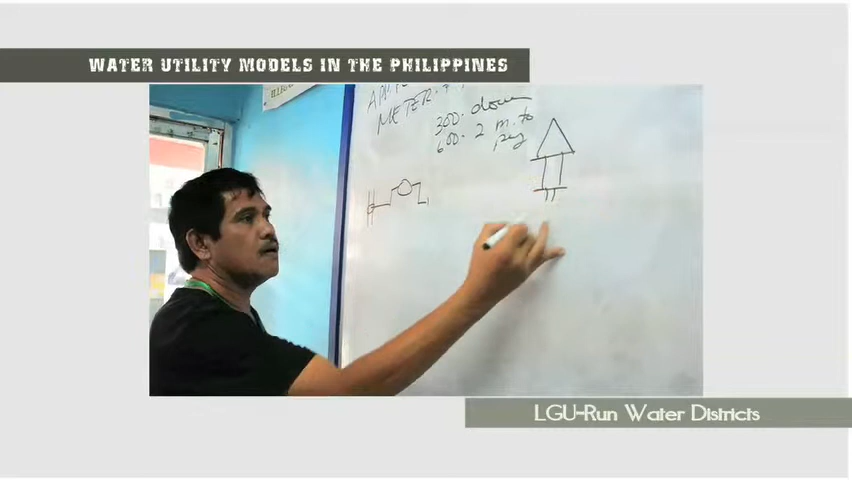 WATER UTILITY MODELS IN THE PHILIPPINES
METER
300. down
600. 2 m. to
pay
LGU-Run Water Districts